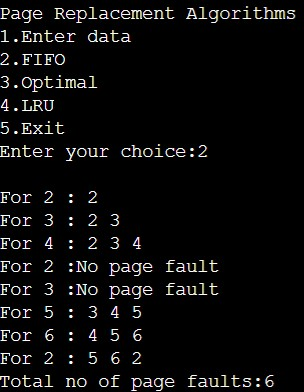 Page Replacement Algorithms
1.Enter data
2.FIFO
3.Optimal
4.LRU
5.Exit
Enter your choice:2
For 2 : 2
For 3 : 2 3
For 4 : 2 3 4
For 2 :No page fault
For 3 :No page fault
For 5 : 3 4 5
For 6 : 4 5 6
For 2 : 5 6 2
Total no of page faults:6